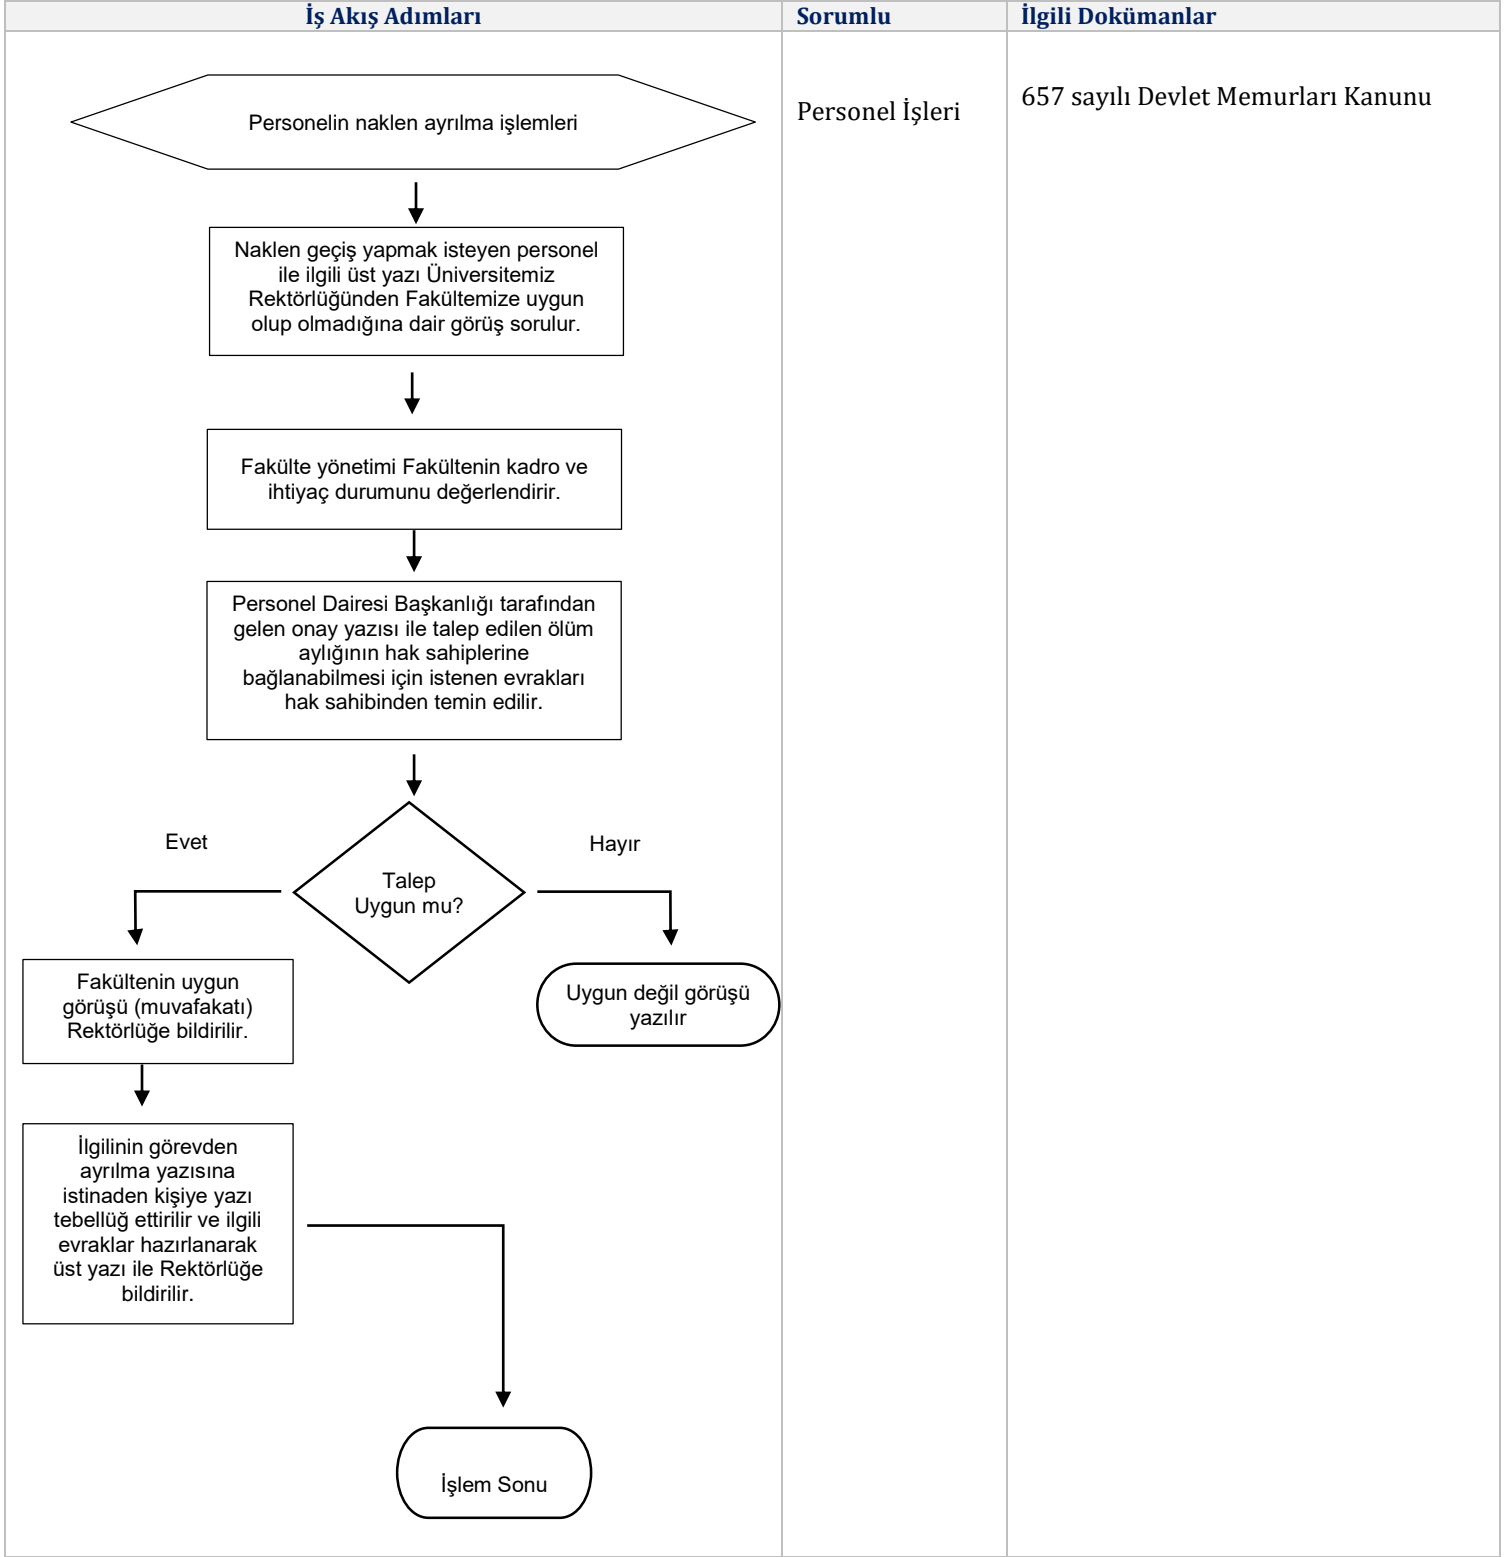 İş Akış Adımları
Sorumlu
İlgili Dokümanlar
Personelin naklen ayrılma işlemleri
Personel İşleri
657 sayılı Devlet Memurları Kanunu
Naklen geçiş yapmak isteyen personel
ile ilgili üst yazı Üniversitemiz
Rektörlüğünden Fakültemize uygun
olup olmadığına dair görüş sorulur.
Fakülte yönetimi Fakültenin kadro ve
ihtiyaç durumunu değerlendirir.
Personel Dairesi Başkanlığı tarafından
gelen onay yazısı ile talep edilen ölüm
aylığının hak sahiplerine
bağlanabilmesi için istenen evrakları
hak sahibinden temin edilir.
Evet
Hayır
Talep
Uygun mu?
Fakültenin uygun
görüşü (muvafakatı)
Rektörlüğe bildirilir.
Uygun değil görüşü
yazılır
İlgilinin görevden
ayrılma yazısına
istinaden kişiye yazı
tebellüğ ettirilir ve ilgili
evraklar hazırlanarak
üst yazı ile Rektörlüğe
bildirilir.
İşlem Sonu